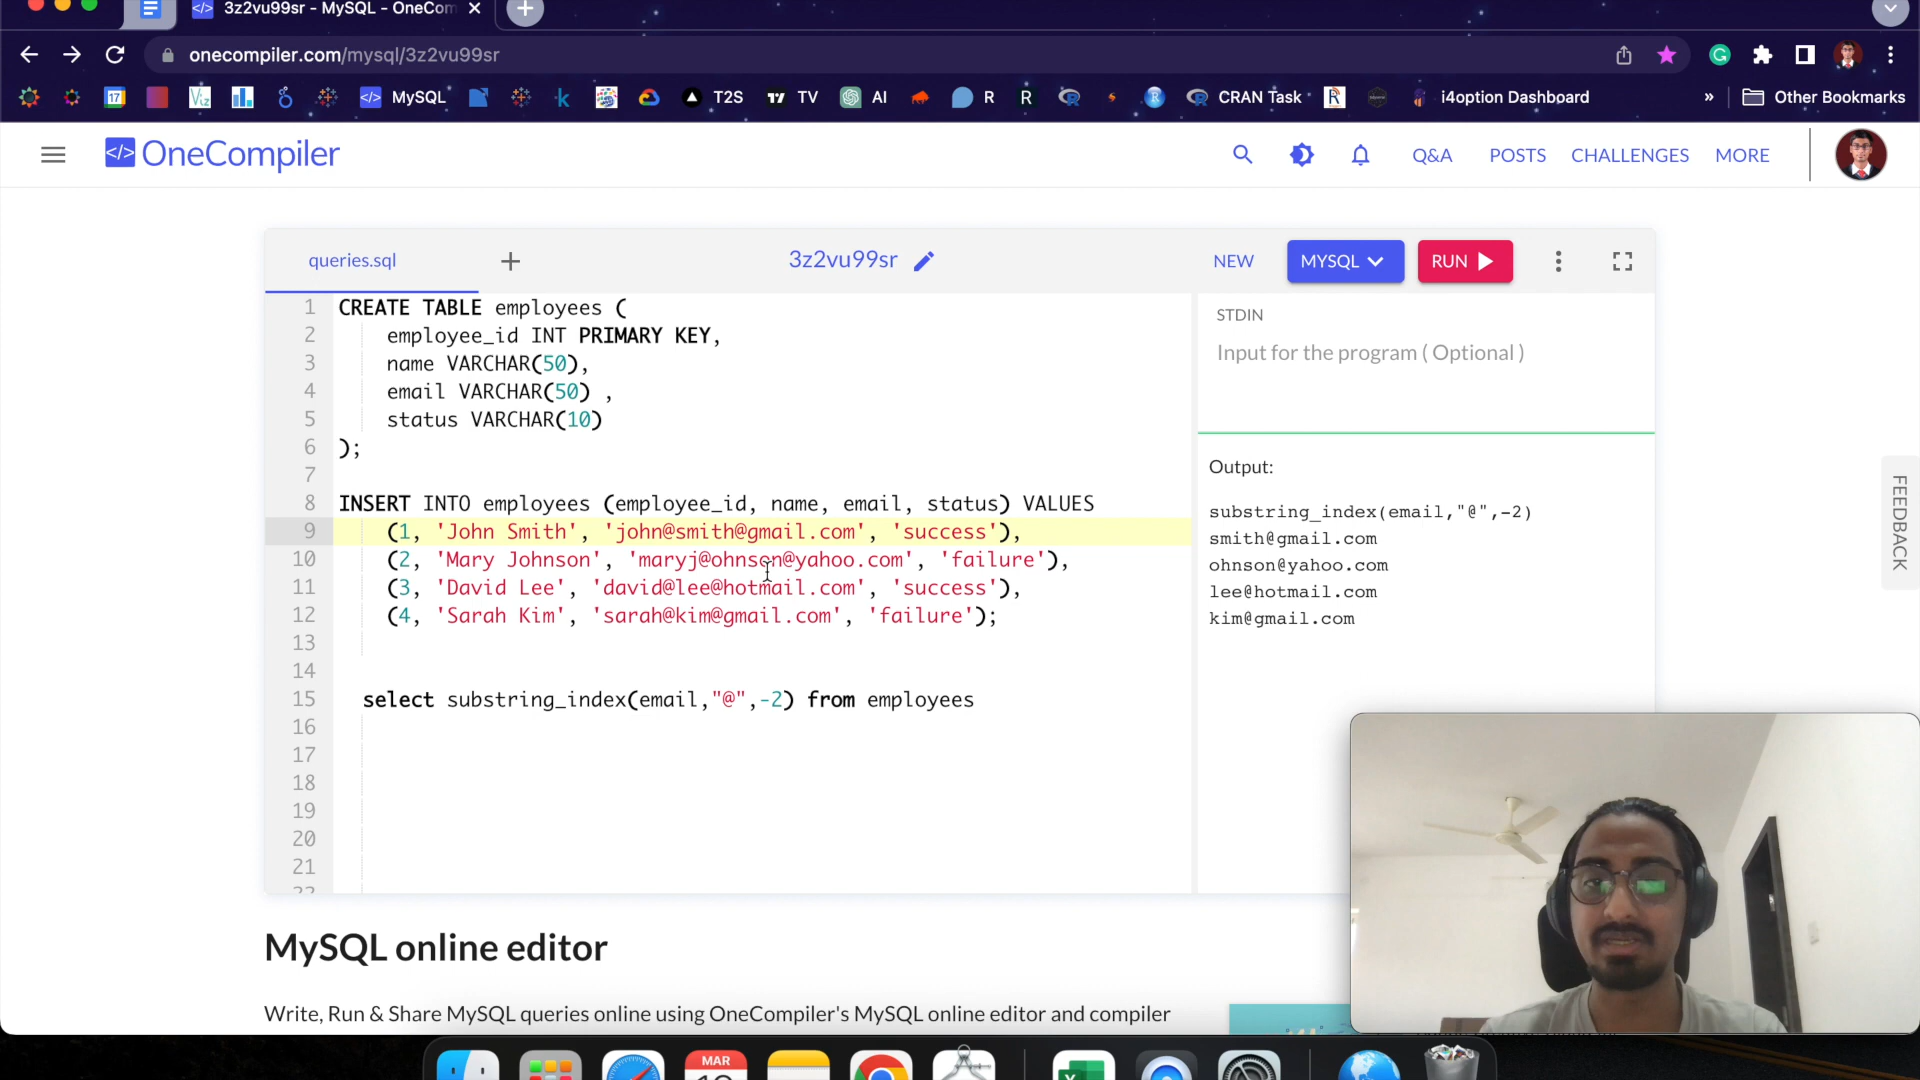 3z2vu99sr - MySQL - OneCom
onecompiler.com/mysql/3z2vu99sr
17
Viz
MySQL
T2S
TV
AI
R
R
CRAN Task
R
i4option Dashboard
»
Other Bookmarks
</> OneCompiler
Q&A
POSTS
CHALLENGES
MORE
queries.sql
+
3z2vu99sr
NEW
MYSQL
RUN
1 CREATE TABLE employees (
2 employee_id INT PRIMARY KEY,
3 name VARCHAR(50),
4 email VARCHAR(50) ,
5 status VARCHAR(10)
6 );
7
8 INSERT INTO employees (employee_id, name, email, status) VALUES
9 (1, 'John Smith', 'john@smith@gmail.com', 'success'),
10 (2, 'Mary Johnson', 'maryj@ohnson@yahoo.com', 'failure'),
11 (3, 'David Lee', 'david@lee@hotmail.com', 'success'),
12 (4, 'Sarah Kim', 'sarah@kim@gmail.com', 'failure');
13
14
15 select substring_index(email,"@",-2) from employees
16
17
18
19
20
21
22
STDIN
Input for the program ( Optional )
Output:
substring_index(email,"@",-2)
smith@gmail.com
ohnson@yahoo.com
lee@hotmail.com
kim@gmail.com
FEEDBACK
MySQL online editor
Write, Run & Share MySQL queries online using OneCompiler's MySQL online editor and compiler
MAR